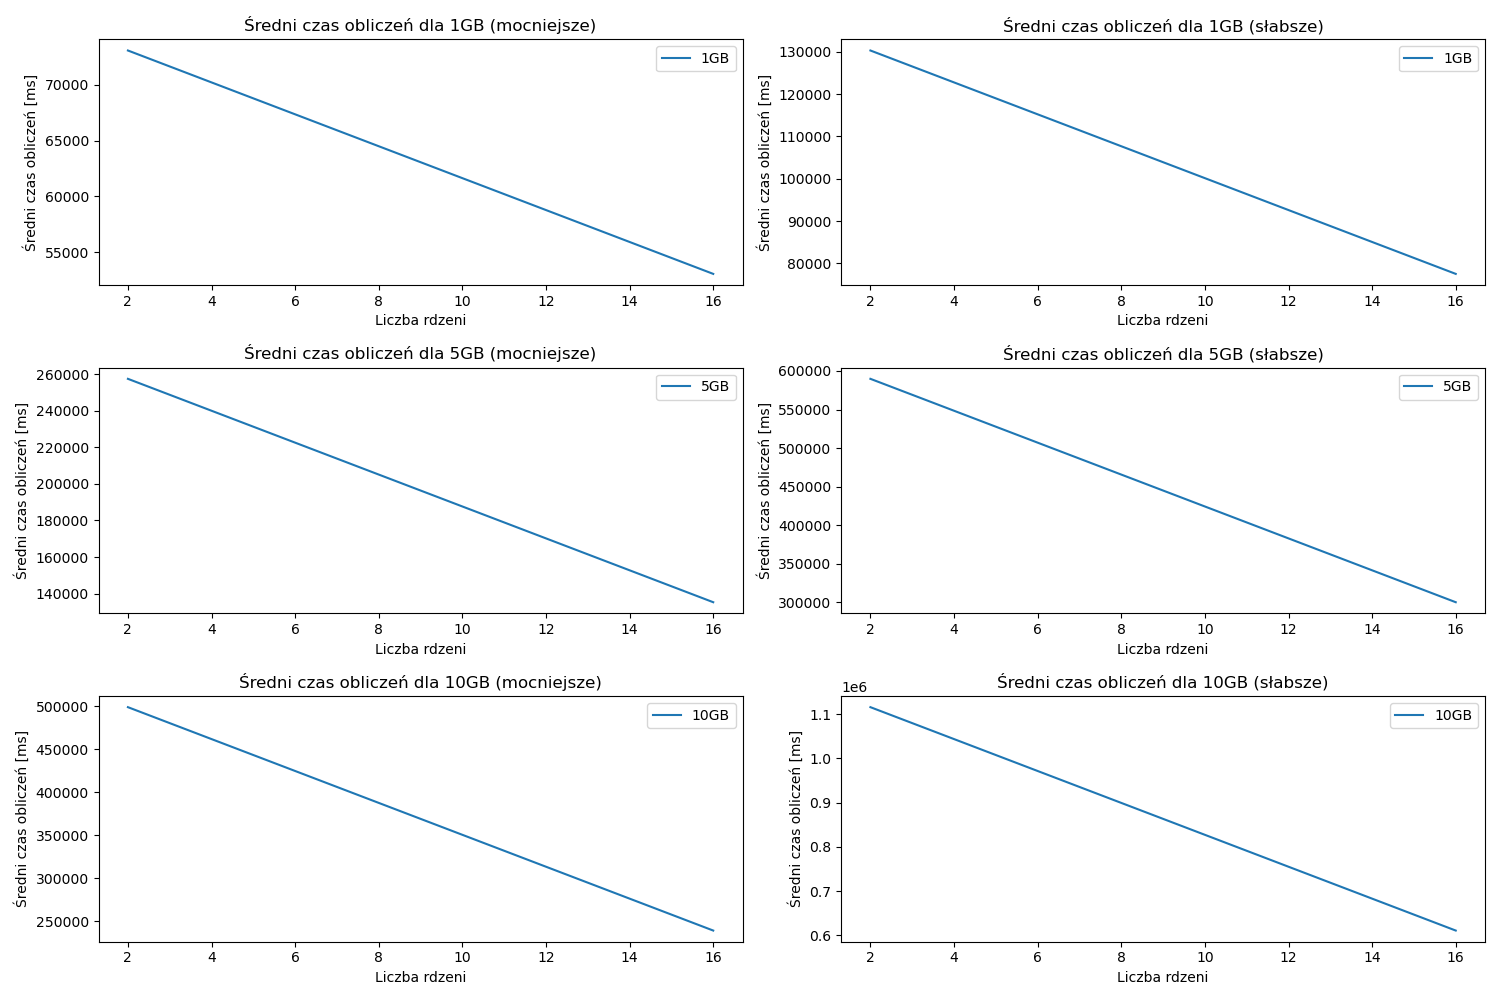 Średni czas obliczeń dla 1GB (mocniejsze)
1GB
70000
65000
60000
55000
Średni czas obliczeń [ms]
2 4 6 8 10 12 14 16
Liczba rdzeni
Średni czas obliczeń dla 1GB (słabsze)
1GB
130000
120000
110000
100000
90000
80000
Średni czas obliczeń [ms]
2 4 6 8 10 12 14 16
Liczba rdzeni
Średni czas obliczeń dla 5GB (mocniejsze)
5GB
260000
240000
220000
200000
180000
160000
140000
Średni czas obliczeń [ms]
2 4 6 8 10 12 14 16
Liczba rdzeni
Średni czas obliczeń dla 5GB (słabsze)
5GB
600000
550000
500000
450000
400000
350000
300000
Średni czas obliczeń [ms]
2 4 6 8 10 12 14 16
Liczba rdzeni
Średni czas obliczeń dla 10GB (mocniejsze)
10GB
500000
450000
400000
350000
300000
250000
Średni czas obliczeń [ms]
2 4 6 8 10 12 14 16
Liczba rdzeni
Średni czas obliczeń dla 10GB (słabsze)
1e6
10GB
1.1
1.0
0.9
0.8
0.7
0.6
Średni czas obliczeń [ms]
2 4 6 8 10 12 14 16
Liczba rdzeni